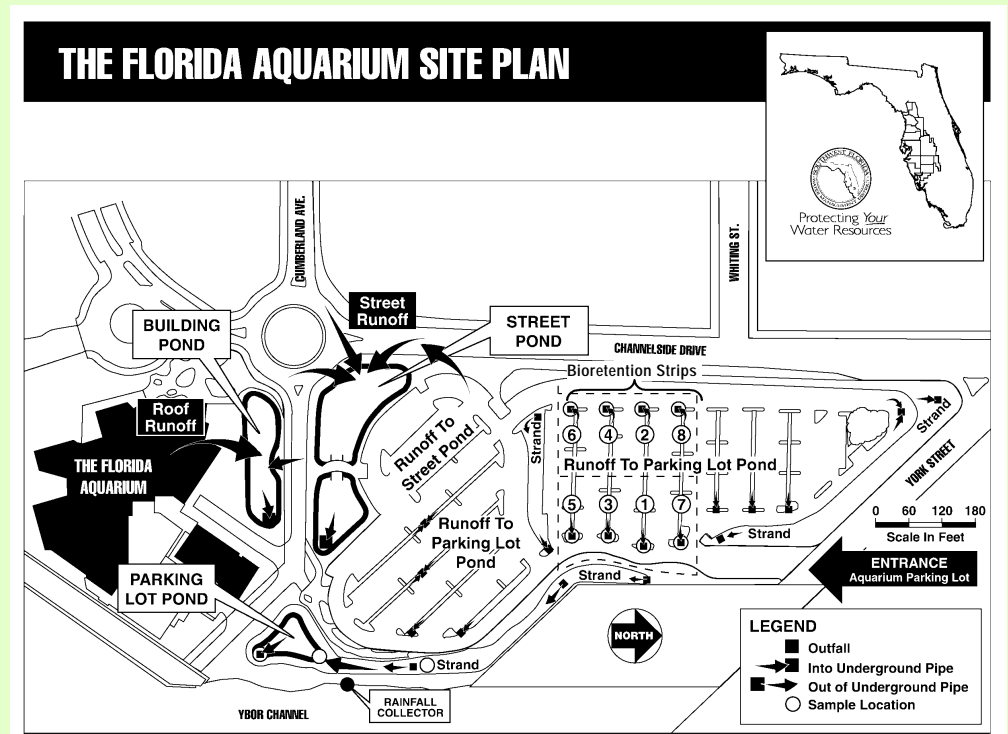 THE FLORIDA AQUARIUM SITE PLAN
SOUTHWEST FLORIDA
Protecting Your
Water Resources
CUMBERLAND AVE.
WHITING ST.
Street
Runoff
BUILDING
POND
STREET
POND
CHANNELSIDE DRIVE
Bioretention Strips
Roof
Runoff
THE FLORIDA
AQUARIUM
Runoff To
Street Pond
Strand
6
4
2
8
Strand
YORK STREET
Runoff To Parking Lot Pond
5
3
1
7
Runoff To
Parking Lot
Pond
Strand
0 60 120 180
Scale In Feet
ENTRANCE
Aquarium Parking Lot
PARKING
LOT POND
Strand
NORTH
Strand
LEGEND
Outfall
Into Underground Pipe
Out of Underground Pipe
Sample Location
RAINFALL
COLLECTOR
YBOR CHANNEL